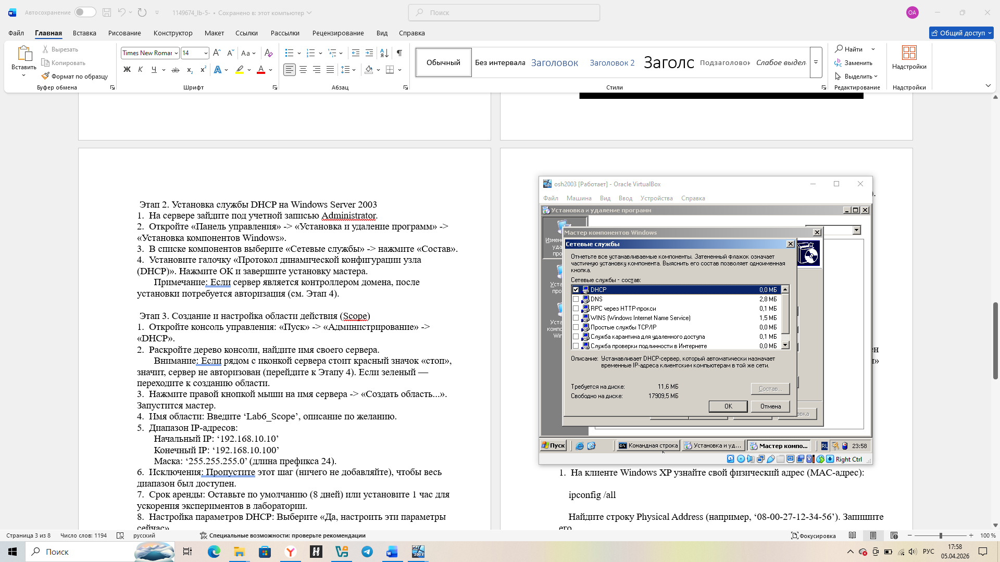 Автосохранение
1149674_lb-5- • Сохранено в: этот компьютер
Поиск
ОА
Файл Главная Вставка Рисование Конструктор Макет Ссылки Рассылки Рецензирование Вид Справка
Общий доступ
Вставить
Вырезать
Копировать
Формат по образцу
Буфер обмена
Times New Roman 14
Шрифт
Абзац
Обычный Без интервала Заголовок Заголовок 2 Заголо Подзаголовок Слабое выдел
Стили
Найти
Заменить
Выделить
Редактирование
Надстройки
Надстройки
Этап 2. Установка службы DHCP на Windows Server 2003
1. На сервере зайдите под учетной записью Administrator.
2. Откройте «Панель управления» -> «Установка и удаление программ» ->
«Установка компонентов Windows».
3. В списке компонентов выберите «Сетевые службы» -> нажмите «Состав».
4. Установите галочку «Протокол динамической конфигурации узла
(DHCP)». Нажмите ОК и завершите установку мастера.
Примечание: Если сервер является контроллером домена, после
установки потребуется авторизация (см. Этап 4).
Этап 3. Создание и настройка области действия (Scope)
1. Откройте консоль управления: «Пуск» -> «Администрирование» ->
«DHCP».
2. Раскройте дерево консоли, найдите имя своего сервера.
Внимание: Если рядом с иконкой сервера стоит красный значок «стоп»,
значит, сервер не авторизован (перейдите к Этапу 4). Если зеленый —
переходите к созданию области.
3. Нажмите правой кнопкой мыши на имя сервера -> «Создать область...».
Запустится мастер.
4. Имя области: Введите ‘Lab6_Scope’, описание по желанию.
5. Диапазон IP-адресов:
Начальный IP: ‘192.168.10.10’
Конечный IP: ‘192.168.10.100’
Маска: ‘255.255.255.0’ (длина префикса 24).
6. Исключения: Пропустите этот шаг (ничего не добавляйте), чтобы весь
диапазон был доступен.
7. Срок аренды: Оставьте по умолчанию (8 дней) или установите 1 час для
ускорения экспериментов в лаборатории.
8. Настройка параметров DHCP: Выберите «Да, настроить эти параметры
сейчас».
osh2003 [Работает] - Oracle VirtualBox
Файл Машина Вид Ввод Устройства Справка
Установка и удаление программ
Мастер компонентов Windows
Сетевые службы
Отметьте все устанавливаемые компоненты. Затененный флажок означает
частичную установку компонента. Выяснить его состав позволяет одноименная
кнопка.
Сетевые службы - состав:
DHCP 0,0 МБ
DNS 2,8 МБ
RPC через HTTP-прокси 0,1 МБ
WINS (Windows Internet Name Service) 1,5 МБ
Простые службы TCP/IP 0,0 МБ
Служба карантина для удаленного доступа 0,1 МБ
Служба проверки подлинности в Интернете 0,0 МБ
Описание: Устанавливает DHCP-сервер, который автоматически назначает
временные IP-адреса клиентским компьютерам в той же сети.
Требуется на диске: 11,6 МБ
Свободно на диске: 17909,5 МБ
Состав...
ОК
Отмена
Пуск
Командная строка
Установка и уд...
Мастер компо...
RU
23:58
Right Ctrl
1. На клиенте Windows XP узнайте свой физический адрес (MAC-адрес):
ipconfig /all
Найдите строку Physical Address (например, ‘08-00-27-12-34-56’). Запишите
его
Страница 3 из 8 Число слов: 1194 русский Специальные возможности: проверьте рекомендации
Фокусировка
100 %
Поиск
РУС
17:58
05.04.2026